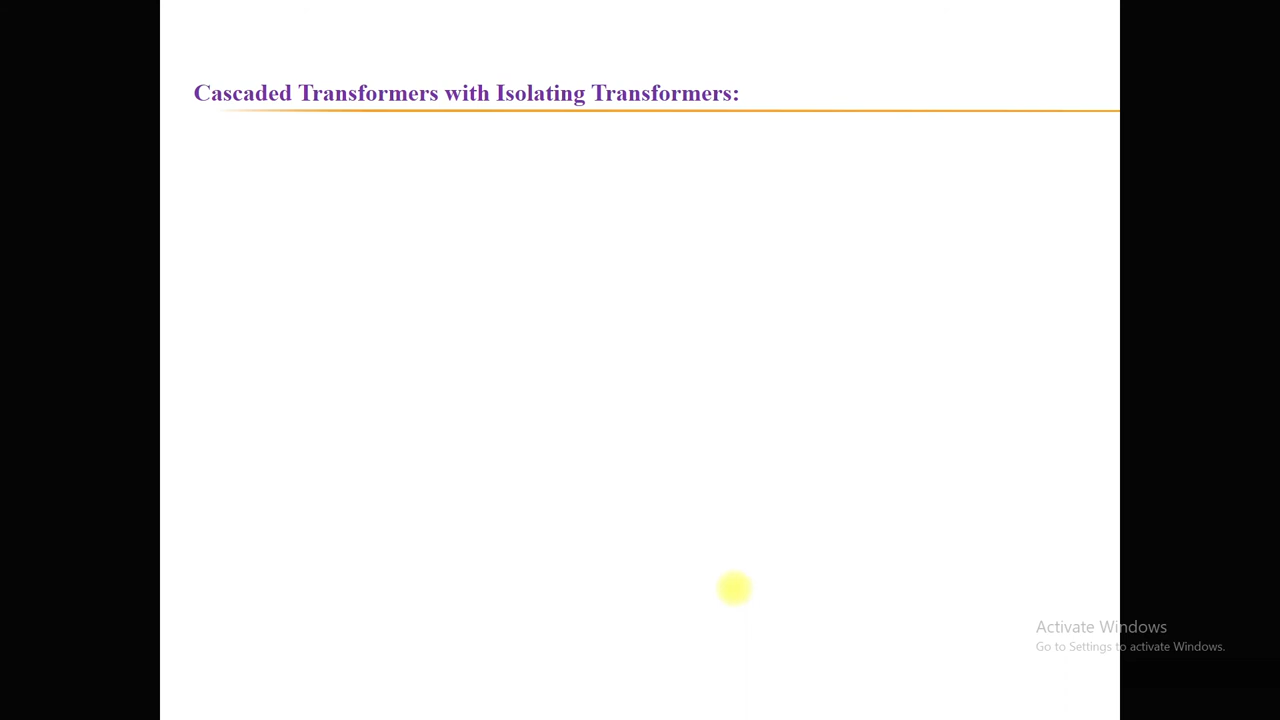 Cascaded Transformers with Isolating Transformers:
Activate Windows
Go to Settings to activate Windows.